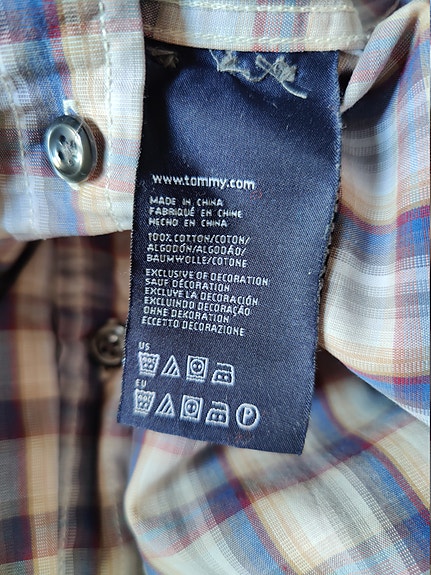 www.tommy.com
MADE IN CHINA
FABRIQUÉ EN CHINE
HECHO EN CHINA
100% COTTON/COTON/
ALGODÓN/ALGODÃO/
BAUMWOLLE/COTONE
EXCLUSIVE OF DECORATION
SAUF DÉCORATION
EXCLUYE LA DECORACIÓN
EXCLUINDO DECORAÇÃO
OHNE DEKORATION
ECCETTO DECORAZIONE
US
EU
P